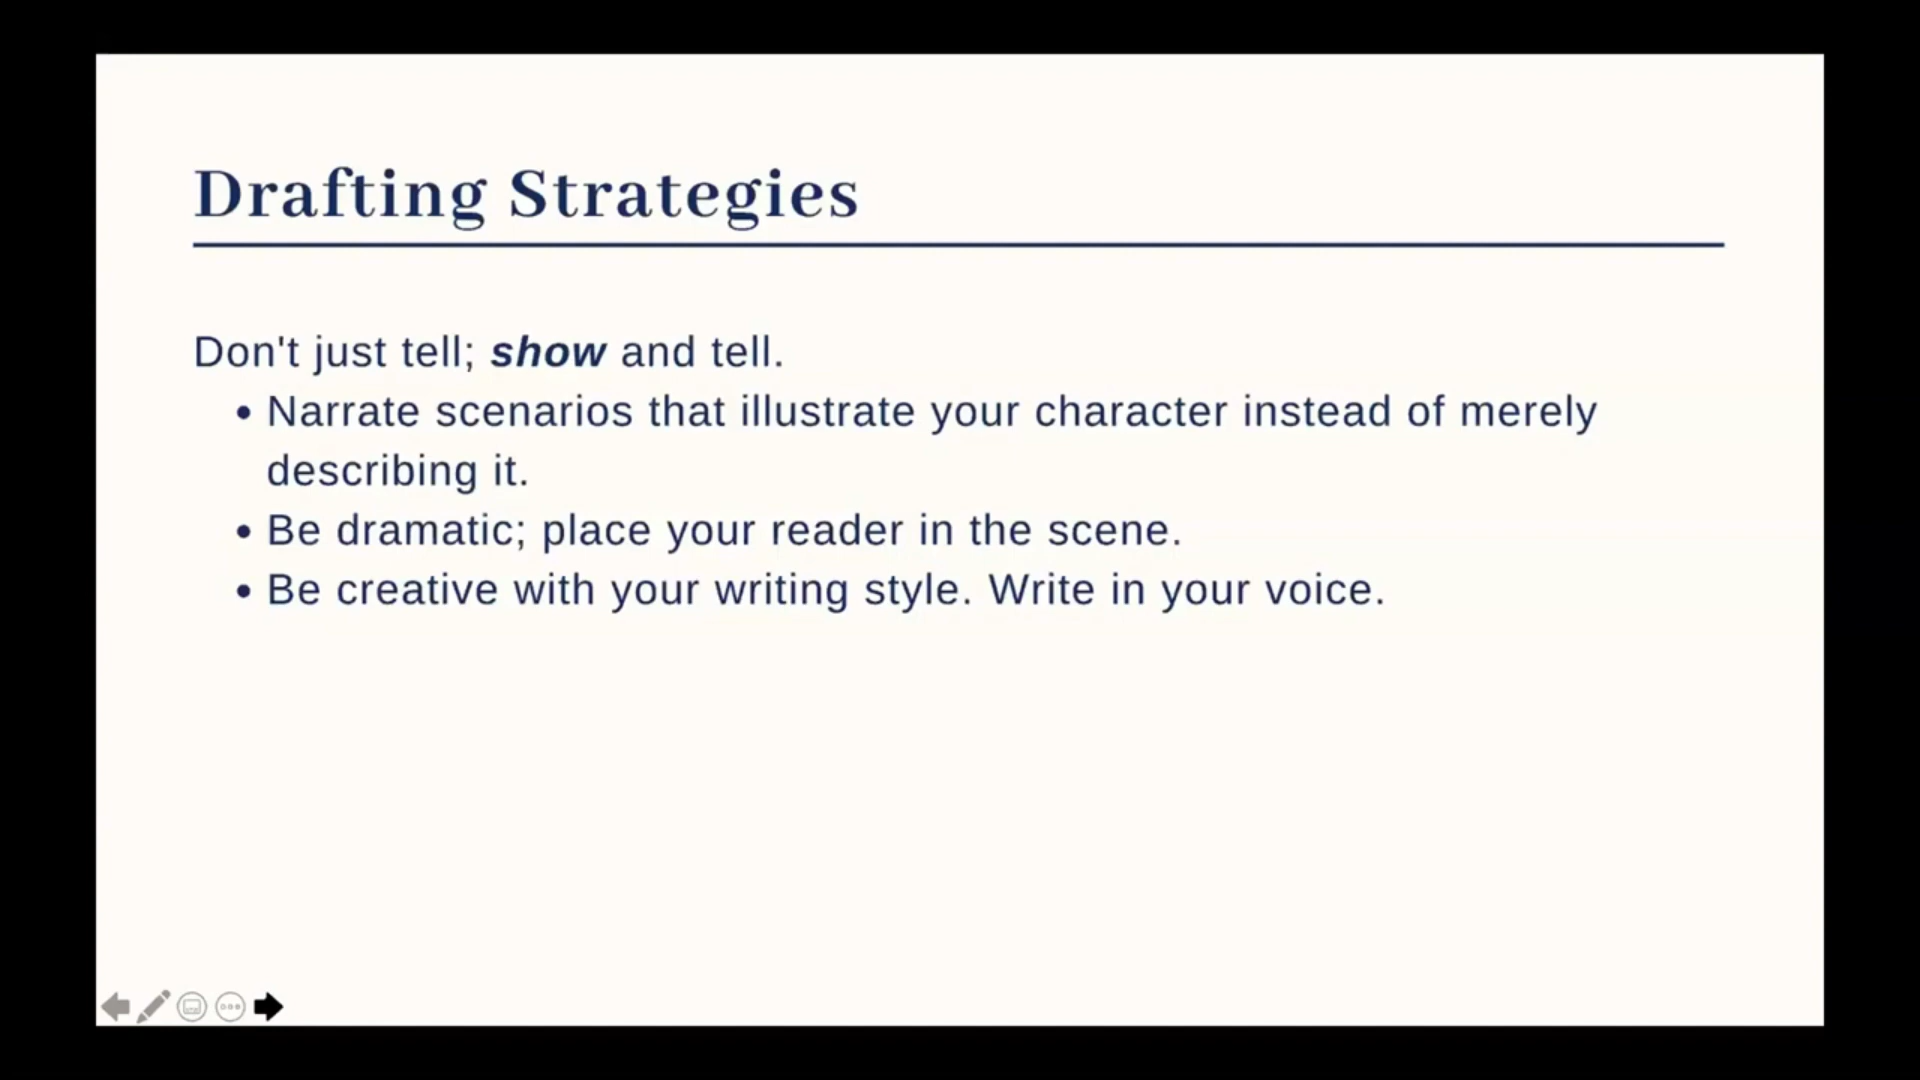 Drafting Strategies
Don't just tell; show and tell.
• Narrate scenarios that illustrate your character instead of merely
describing it.
• Be dramatic; place your reader in the scene.
• Be creative with your writing style. Write in your voice.